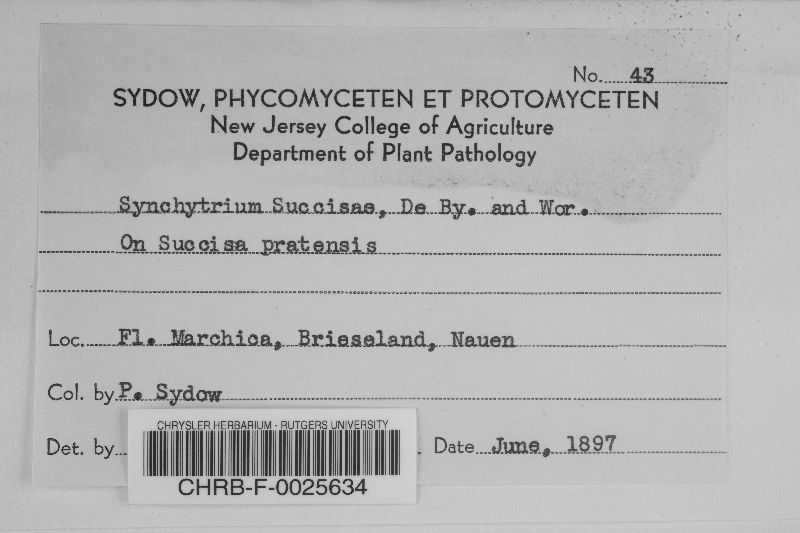 No. 43
SYDOW, PHYCOMYCETEN ET PROTOMYCETEN
New Jersey College of Agriculture
Department of Plant Pathology
Synchytrium Succisae, De By. and Wor.
On Succisa pratensis
Loc. Fl. Marchica, Brieseland, Nauen
Col. by P. Sydow
Det. by
Date June, 1897
CHRYSLER HERBARIUM - RUTGERS UNIVERSITY
CHRB-F-0025634